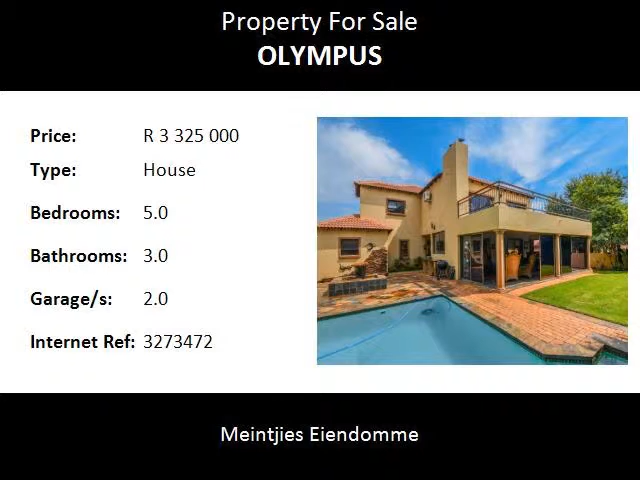 Property For Sale
OLYMPUS
Price: R 3 325 000
Type: House
Bedrooms: 5.0
Bathrooms: 3.0
Garage/s: 2.0
Internet Ref: 3273472
Meintjies Eiendomme